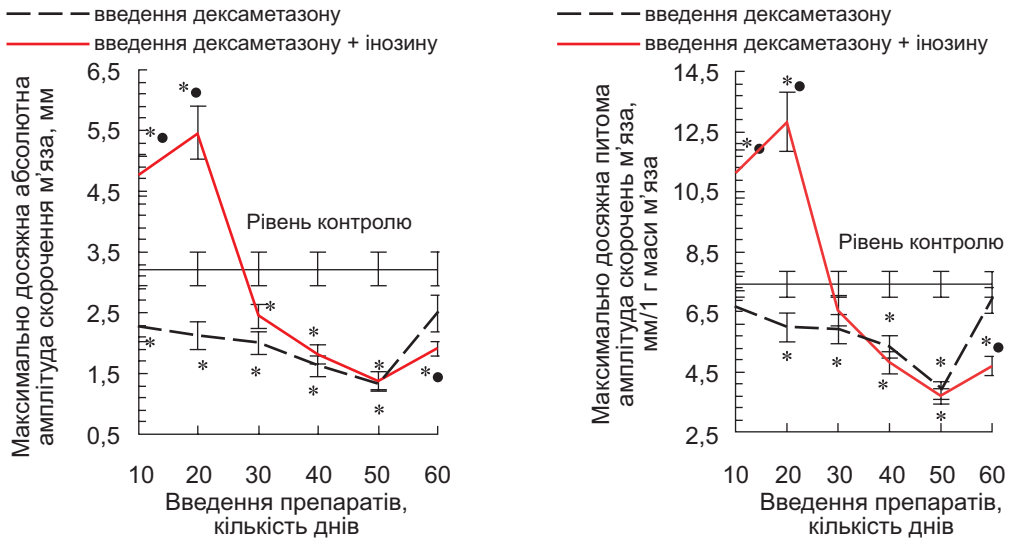 введення дексаметазону
введення дексаметазону + інозину
Максимально досяжна абсолютна
амплітуда скорочення м’яза, мм
6,5
5,5
4,5
3,5
2,5
1,5
0,5
* ●
* ●
Рівень контролю
*
*
*
*
*
*
*
*
* ●
10 20 30 40 50 60
Введення препаратів,
кількість днів
введення дексаметазону
введення дексаметазону + інозину
Максимально досяжна питома
амплітуда скорочень м’яза,
мм/1 г маси м’яза
14,5
12,5
10,5
8,5
6,5
4,5
2,5
* ●
* ●
Рівень контролю
*
*
*
*
*
*
* ●
10 20 30 40 50 60
Введення препаратів,
кількість днів